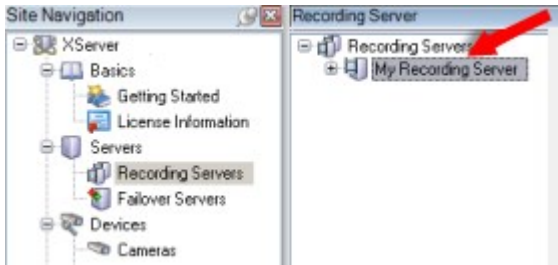 Site Navigation
XServer
Basics
Getting Started
License Information
Servers
Recording Servers
Failover Servers
Devices
Cameras
Recording Server
Recording Servers
My Recording Server